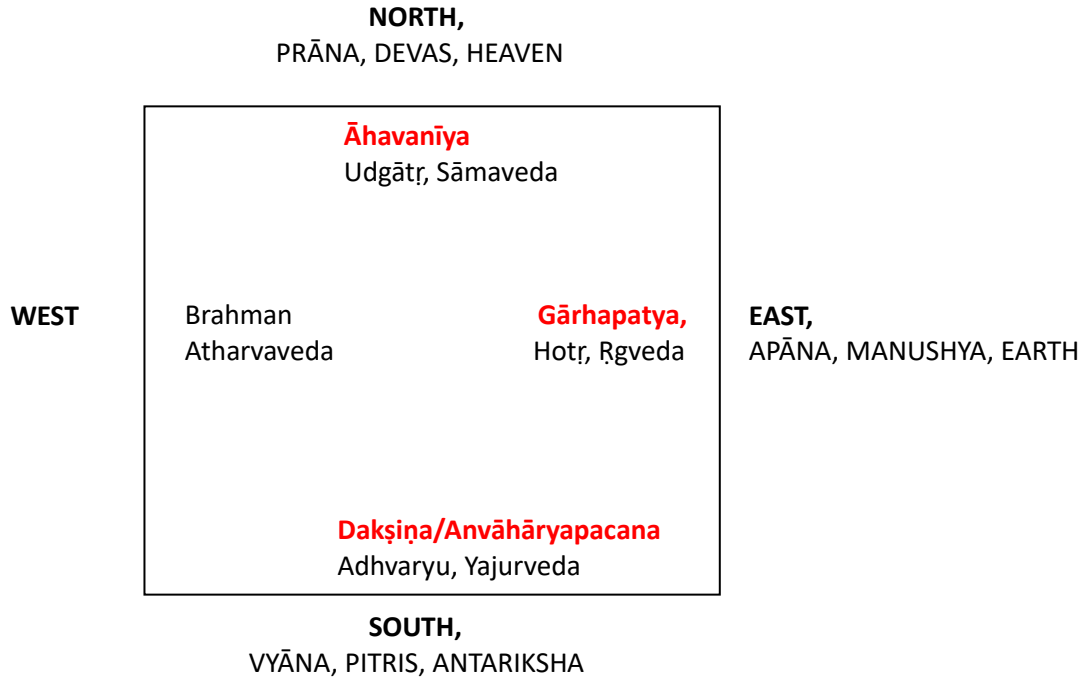 NORTH,
PRĀNA, DEVAS, HEAVEN
Āhavanīya
Udgātṛ, Sāmaveda
WEST
Brahman
Atharvaveda
Gārhapatya,
Hotṛ, Ṛgveda
EAST,
APĀNA, MANUSHYA, EARTH
Dakṣiṇa/Anvāhāryapacana
Adhvaryu, Yajurveda
SOUTH,
VYĀNA, PITRIS, ANTARIKSHA